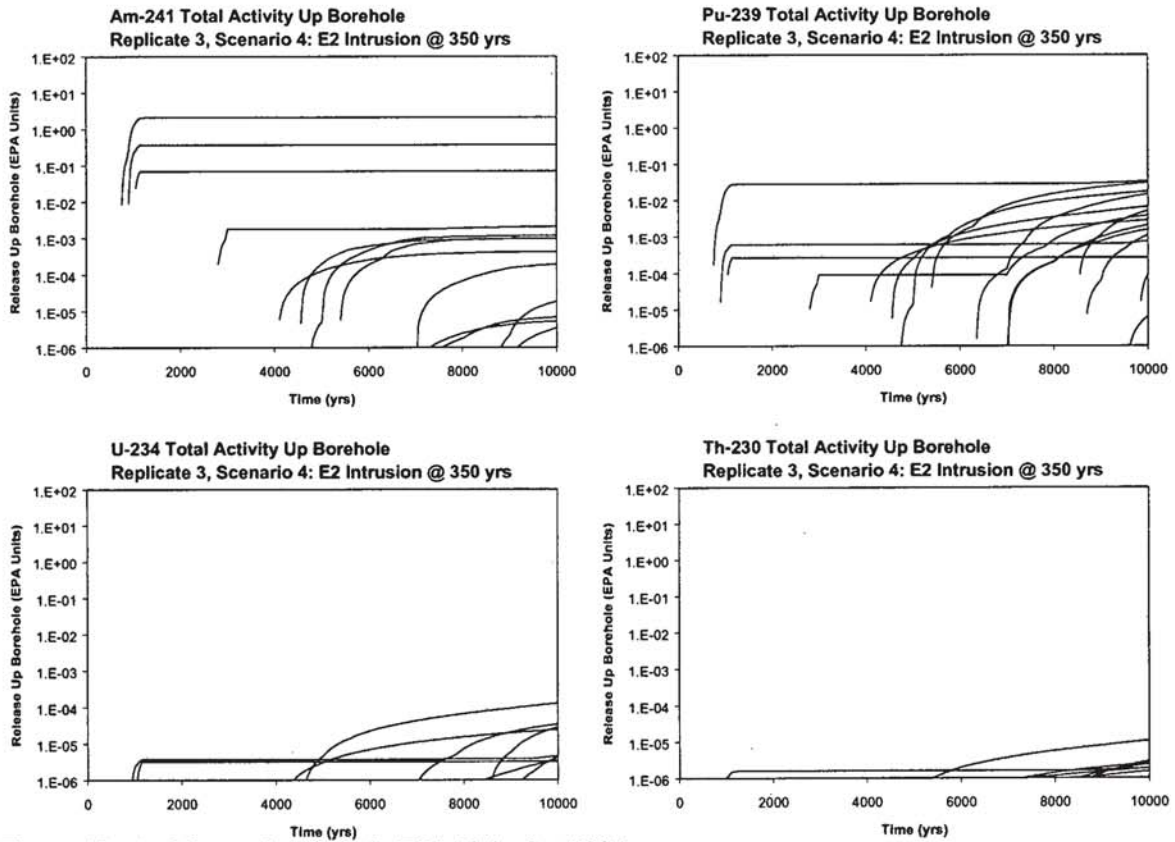 Am-241 Total Activity Up Borehole
Replicate 3, Scenario 4: E2 Intrusion @ 350 yrs
Release Up Borehole (EPA Units)
1.E+02
1.E+01
1.E+00
1.E-01
1.E-02
1.E-03
1.E-04
1.E-05
1.E-06
0 2000 4000 6000 8000 10000
Time (yrs)
Pu-239 Total Activity Up Borehole
Replicate 3, Scenario 4: E2 Intrusion @ 350 yrs
Release Up Borehole (EPA Units)
1.E+02
1.E+01
1.E+00
1.E-01
1.E-02
1.E-03
1.E-04
1.E-05
1.E-06
0 2000 4000 6000 8000 10000
Time (yrs)
U-234 Total Activity Up Borehole
Replicate 3, Scenario 4: E2 Intrusion @ 350 yrs
Release Up Borehole (EPA Units)
1.E+02
1.E+01
1.E+00
1.E-01
1.E-02
1.E-03
1.E-04
1.E-05
1.E-06
0 2000 4000 6000 8000 10000
Time (yrs)
Th-230 Total Activity Up Borehole
Replicate 3, Scenario 4: E2 Intrusion @ 350 yrs
Release Up Borehole (EPA Units)
1.E+02
1.E+01
1.E+00
1.E-01
1.E-02
1.E-03
1.E-04
1.E-05
1.E-06
0 2000 4000 6000 8000 10000
Time (yrs)